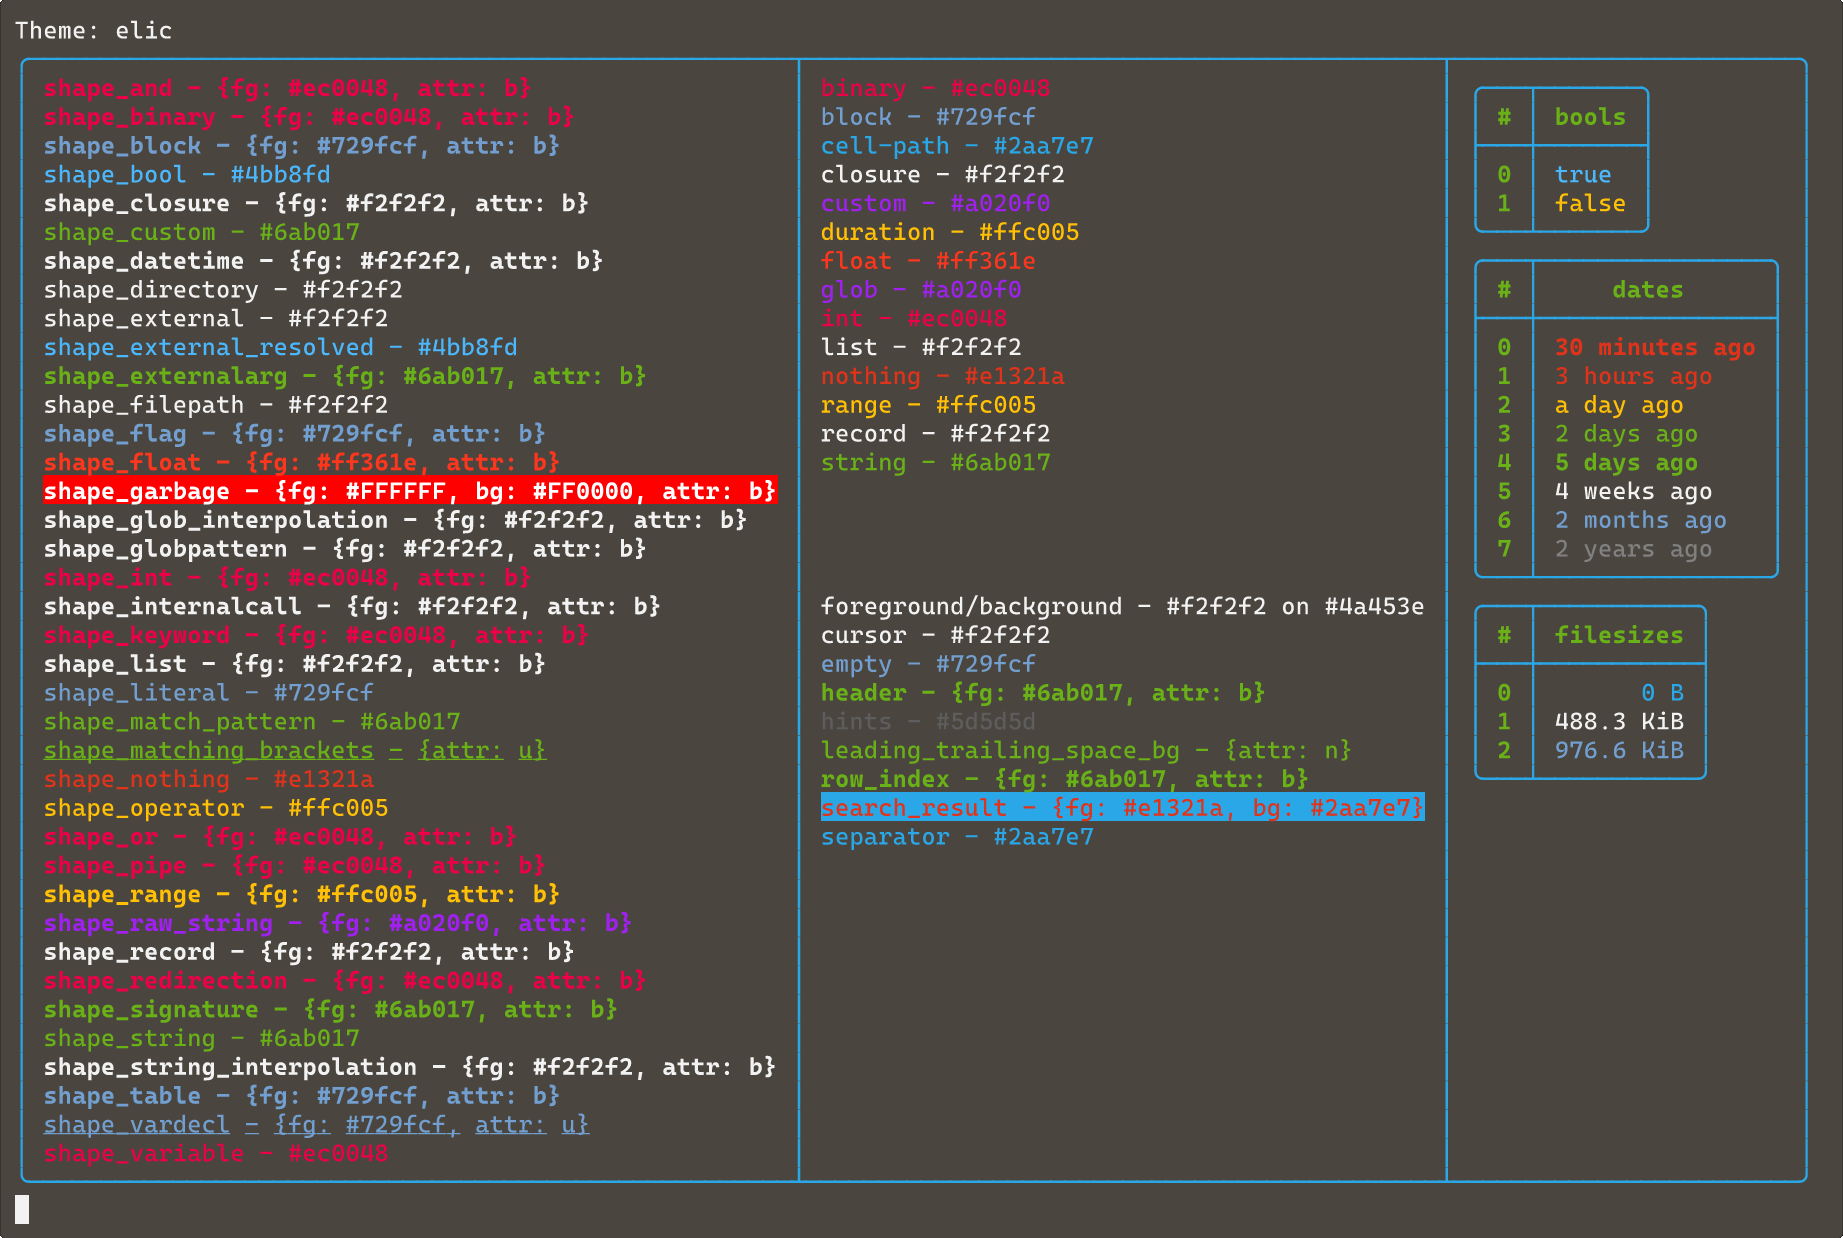 Theme: elic
shape_and - {fg: #ec0048, attr: b}
shape_binary - {fg: #ec0048, attr: b}
shape_block - {fg: #729fcf, attr: b}
shape_bool - #4bb8fd
shape_closure - {fg: #f2f2f2, attr: b}
shape_custom - #6ab017
shape_datetime - {fg: #f2f2f2, attr: b}
shape_directory - #f2f2f2
shape_external - #f2f2f2
shape_external_resolved - #4bb8fd
shape_externalarg - {fg: #6ab017, attr: b}
shape_filepath - #f2f2f2
shape_flag - {fg: #729fcf, attr: b}
shape_float - {fg: #ff361e, attr: b}
shape_garbage - {fg: #FFFFFF, bg: #FF0000, attr: b}
shape_glob_interpolation - {fg: #f2f2f2, attr: b}
shape_globpattern - {fg: #f2f2f2, attr: b}
shape_int - {fg: #ec0048, attr: b}
shape_internalcall - {fg: #f2f2f2, attr: b}
shape_keyword - {fg: #ec0048, attr: b}
shape_list - {fg: #f2f2f2, attr: b}
shape_literal - #729fcf
shape_match_pattern - #6ab017
shape_matching_brackets - {attr: u}
shape_nothing - #e1321a
shape_operator - #ffc005
shape_or - {fg: #ec0048, attr: b}
shape_pipe - {fg: #ec0048, attr: b}
shape_range - {fg: #ffc005, attr: b}
shape_raw_string - {fg: #a020f0, attr: b}
shape_record - {fg: #f2f2f2, attr: b}
shape_redirection - {fg: #ec0048, attr: b}
shape_signature - {fg: #6ab017, attr: b}
shape_string - #6ab017
shape_string_interpolation - {fg: #f2f2f2, attr: b}
shape_table - {fg: #729fcf, attr: b}
shape_vardecl - {fg: #729fcf, attr: u}
shape_variable - #ec0048
binary - #ec0048
block - #729fcf
cell-path - #2aa7e7
closure - #f2f2f2
custom - #a020f0
duration - #ffc005
float - #ff361e
glob - #a020f0
int - #ec0048
list - #f2f2f2
nothing - #e1321a
range - #ffc005
record - #f2f2f2
string - #6ab017
foreground/background - #f2f2f2 on #4a453e
cursor - #f2f2f2
empty - #729fcf
header - {fg: #6ab017, attr: b}
hints - #5d5d5d
leading_trailing_space_bg - {attr: n}
row_index - {fg: #6ab017, attr: b}
search_result - {fg: #e1321a, bg: #2aa7e7}
separator - #2aa7e7
# bools
0 true
1 false
# dates
0 30 minutes ago
1 3 hours ago
2 a day ago
3 2 days ago
4 5 days ago
5 4 weeks ago
6 2 months ago
7 2 years ago
# filesizes
0 0 B
1 488.3 KiB
2 976.6 KiB